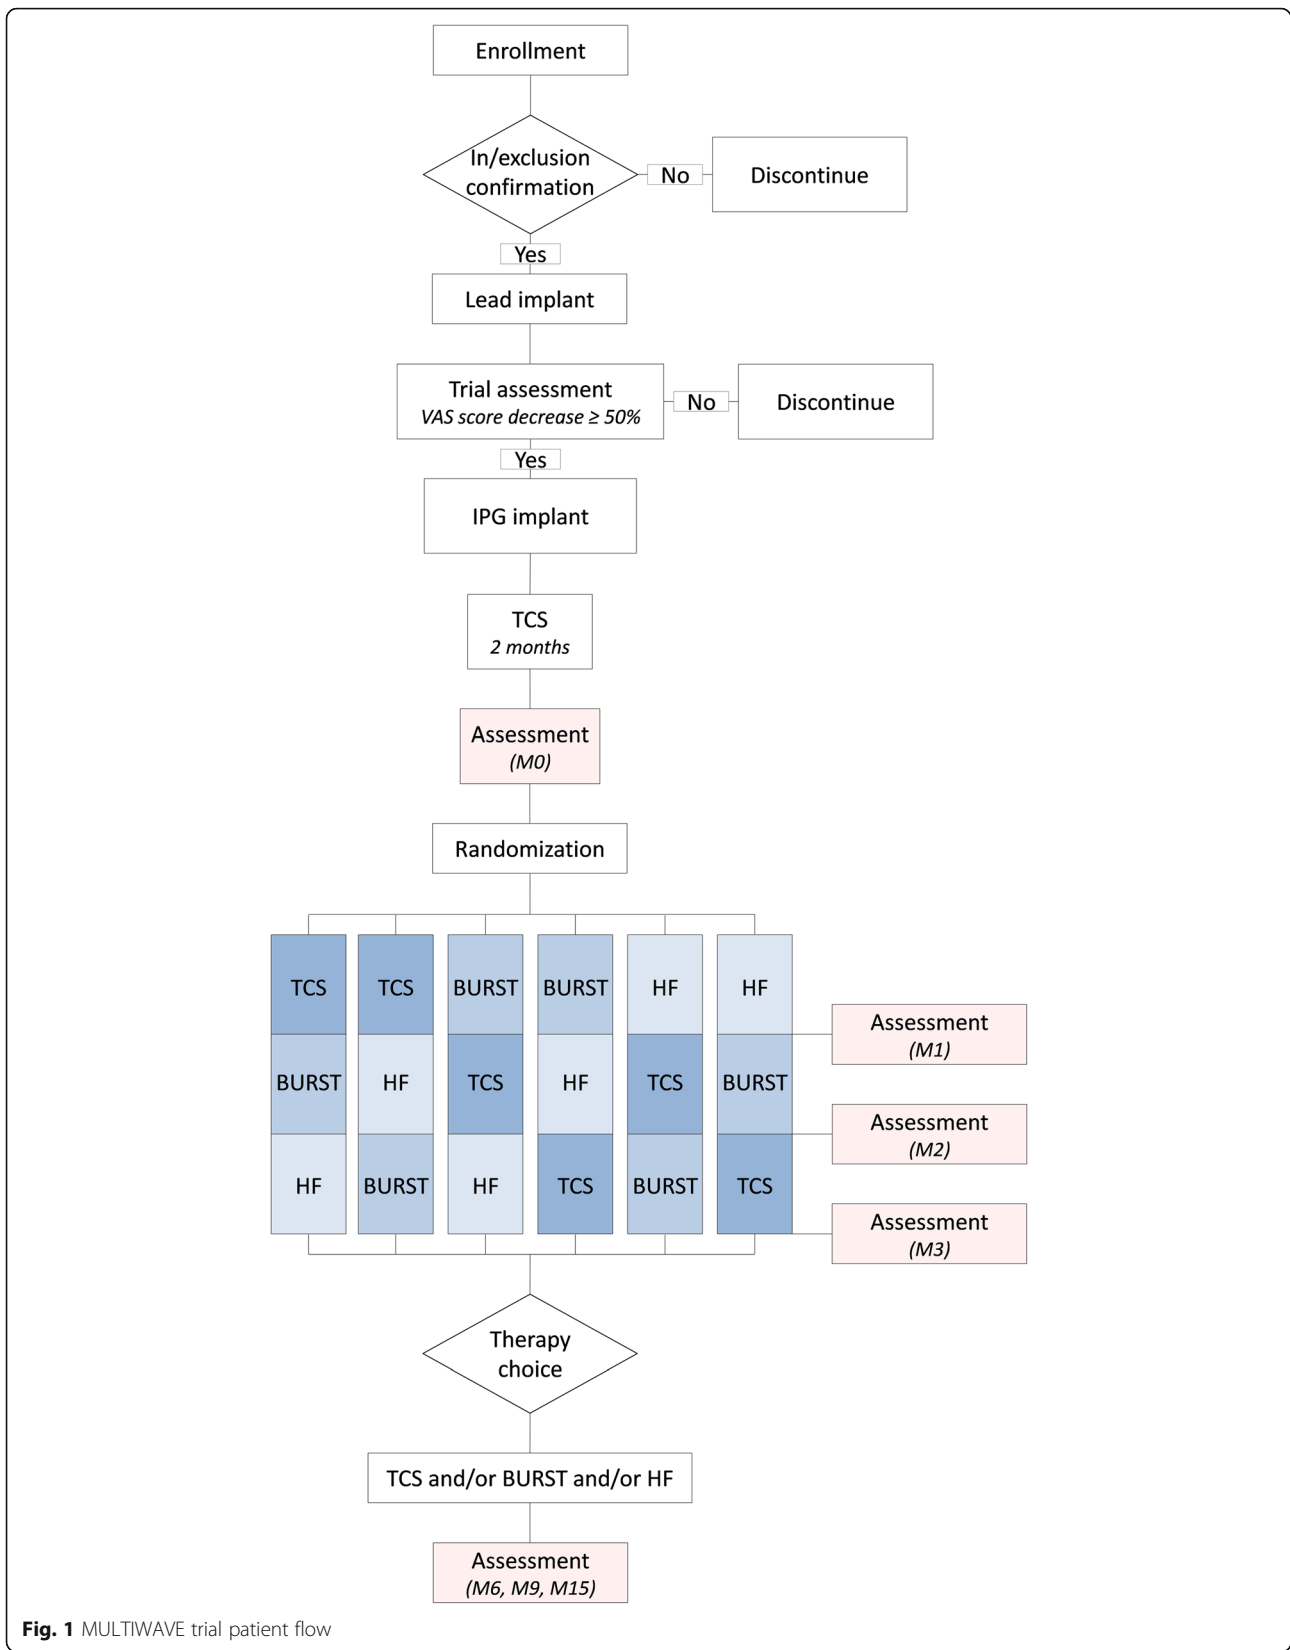 Enrollment
In/exclusion
confirmation
No
Discontinue
Yes
Lead implant
Trial assessment
VAS score decrease ≥ 50%
No
Discontinue
Yes
IPG implant
TCS
2 months
Assessment
(M0)
Randomization
TCS
TCS
BURST
BURST
HF
HF
Assessment
(M1)
BURST
HF
TCS
HF
TCS
BURST
Assessment
(M2)
HF
BURST
HF
TCS
BURST
TCS
Assessment
(M3)
Therapy
choice
TCS and/or BURST and/or HF
Assessment
(M6, M9, M15)
Fig. 1 MULTIWAVE trial patient flow